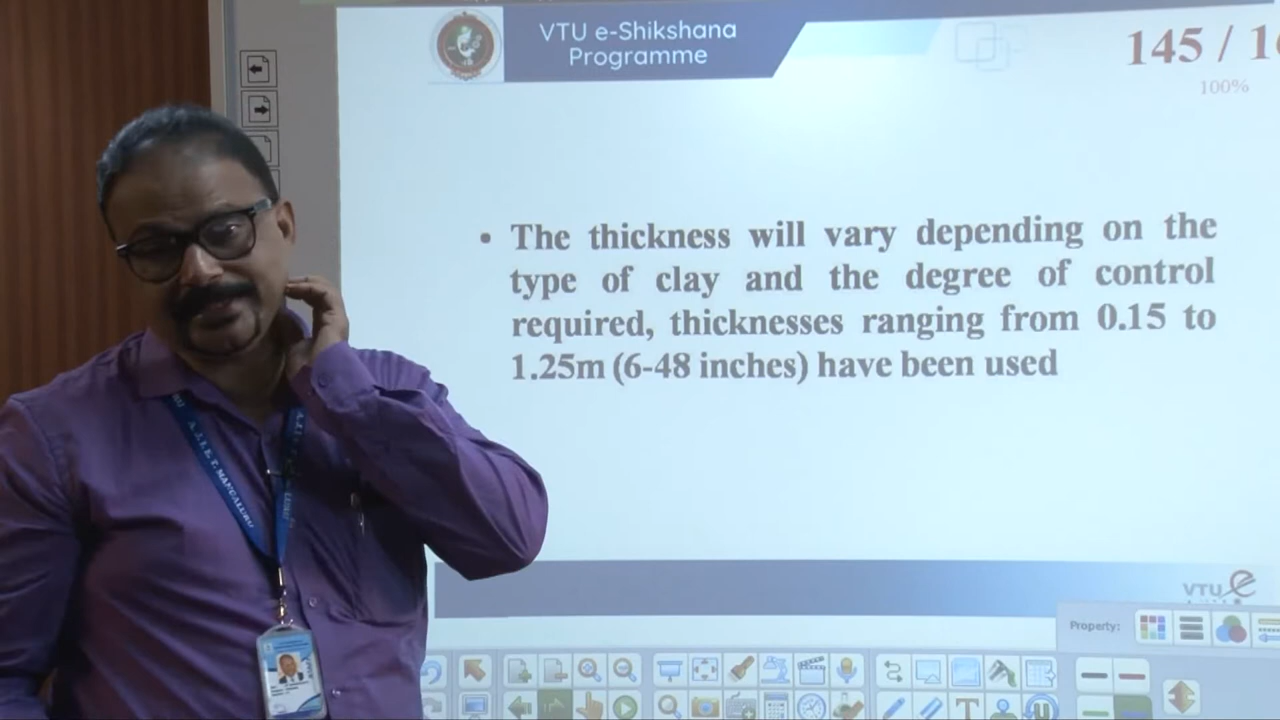 VTU e-Shikshana
Programme
145 / 1
100%
• The thickness will vary depending on the
type of clay and the degree of control
required, thicknesses ranging from 0.15 to
1.25m (6-48 inches) have been used
A. J. I. E. T. MANGALURU
VTU
Property: